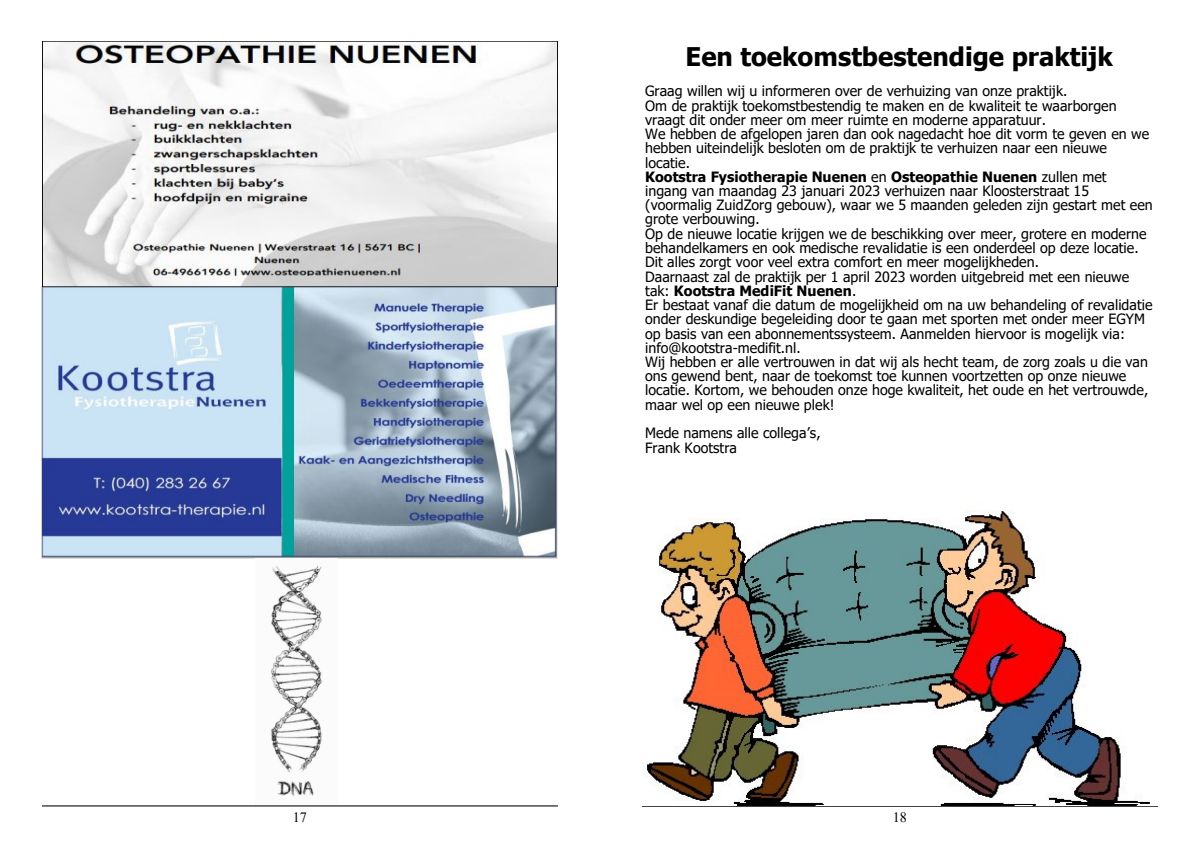 OSTEOPATHIE NUENEN
Behandeling van o.a.:
- rug- en nekklachten
- buikklachten
- zwangerschapsklachten
- sportblessures
- klachten bij baby's
- hoofdpijn en migraine
Osteopathie Nuenen | Weverstraat 16 | 5671 BC |
Nuenen
06-49661966 | www.osteopathienuenen.nl
Kootstra
FysiotherapieNuenen
T: (040) 283 26 67
www.kootstra-therapie.nl
Manuele Therapie
Sportfysiotherapie
Kinderfysiotherapie
Haptonomie
Oedeemtherapie
Bekkenfysiotherapie
Handfysiotherapie
Geriatriefysiotherapie
Kaak- en Aangezichtstherapie
Medische Fitness
Dry Needling
Osteopathie
DNA
17
Een toekomstbestendige praktijk
Graag willen wij u informeren over de verhuizing van onze praktijk.
Om de praktijk toekomstbestendig te maken en de kwaliteit te waarborgen
vraagt dit onder meer om meer ruimte en moderne apparatuur.
We hebben de afgelopen jaren dan ook nagedacht hoe dit vorm te geven en we
hebben uiteindelijk besloten om de praktijk te verhuizen naar een nieuwe
locatie.
Kootstra Fysiotherapie Nuenen en Osteopathie Nuenen zullen met
ingang van maandag 23 januari 2023 verhuizen naar Kloosterstraat 15
(voormalig ZuidZorg gebouw), waar we 5 maanden geleden zijn gestart met een
grote verbouwing.
Op de nieuwe locatie krijgen we de beschikking over meer, grotere en moderne
behandelkamers en ook medische revalidatie is een onderdeel op deze locatie.
Dit alles zorgt voor veel extra comfort en meer mogelijkheden.
Daarnaast zal de praktijk per 1 april 2023 worden uitgebreid met een nieuwe
tak: Kootstra MediFit Nuenen.
Er bestaat vanaf die datum de mogelijkheid om na uw behandeling of revalidatie
onder deskundige begeleiding door te gaan met sporten met onder meer EGYM
op basis van een abonnementssysteem. Aanmelden hiervoor is mogelijk via:
info@kootstra-medifit.nl.
Wij hebben er alle vertrouwen in dat wij als hecht team, de zorg zoals u die van
ons gewend bent, naar de toekomst toe kunnen voortzetten op onze nieuwe
locatie. Kortom, we behouden onze hoge kwaliteit, het oude en het vertrouwde,
maar wel op een nieuwe plek!
Mede namens alle collega's,
Frank Kootstra
18